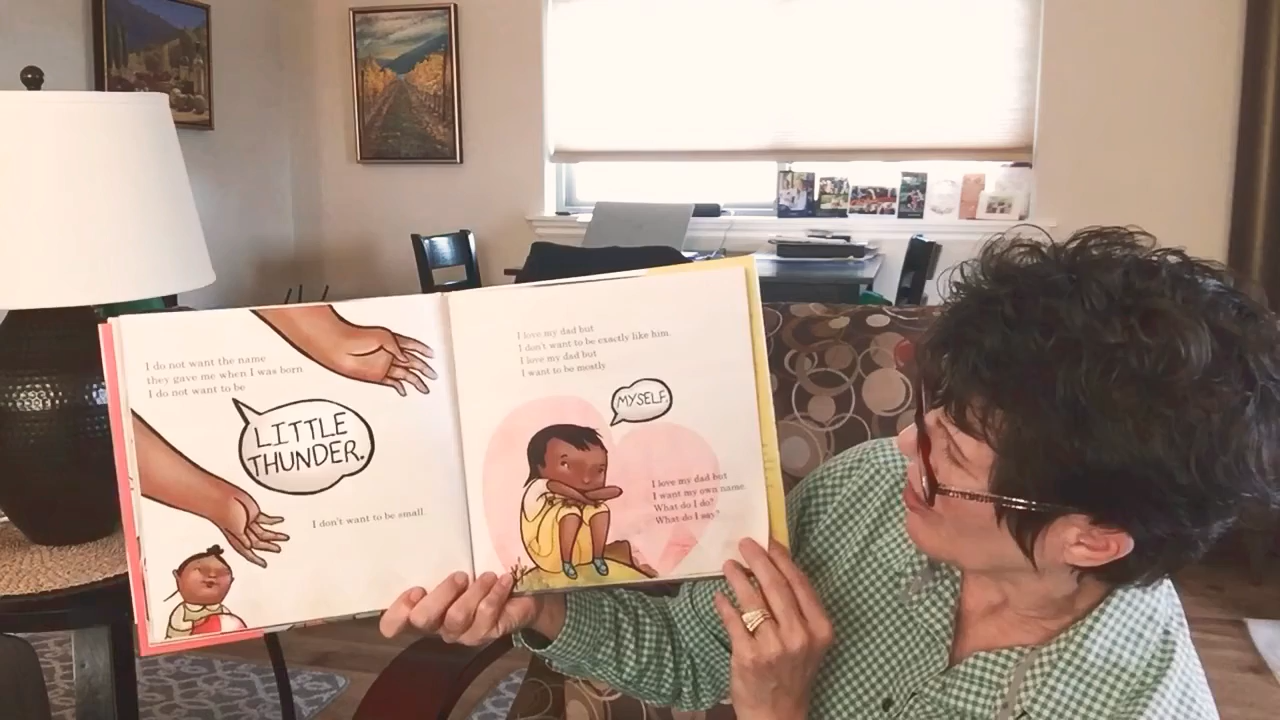 I do not want the name
they gave me when I was born.
I do not want to be
LITTLE
THUNDER.
I don't want to be small.
I love my dad but
I don't want to be exactly like him.
I love my dad but
I want to be mostly
MYSELF.
I love my dad but
I want my own name.
What do I do?
What do I say?